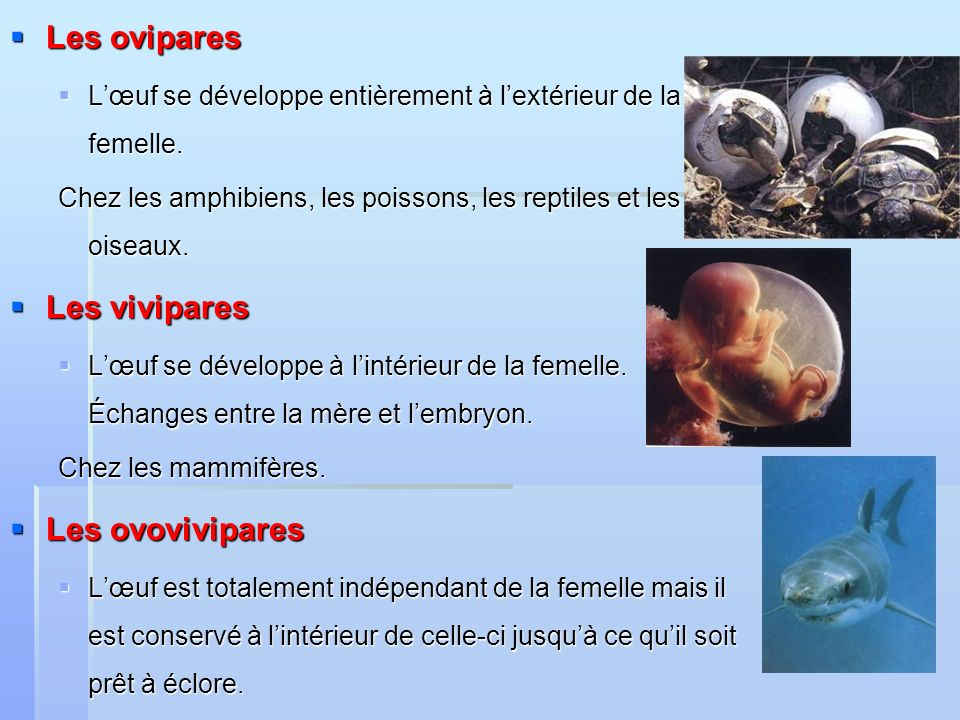 Les ovipares
L’œuf se développe entièrement à l’extérieur de la
femelle.
Chez les amphibiens, les poissons, les reptiles et les
oiseaux.
Les vivipares
L’œuf se développe à l’intérieur de la femelle.
Échanges entre la mère et l’embryon.
Chez les mammifères.
Les ovovivipares
L’œuf est totalement indépendant de la femelle mais il
est conservé à l’intérieur de celle-ci jusqu’à ce qu’il soit
prêt à éclore.